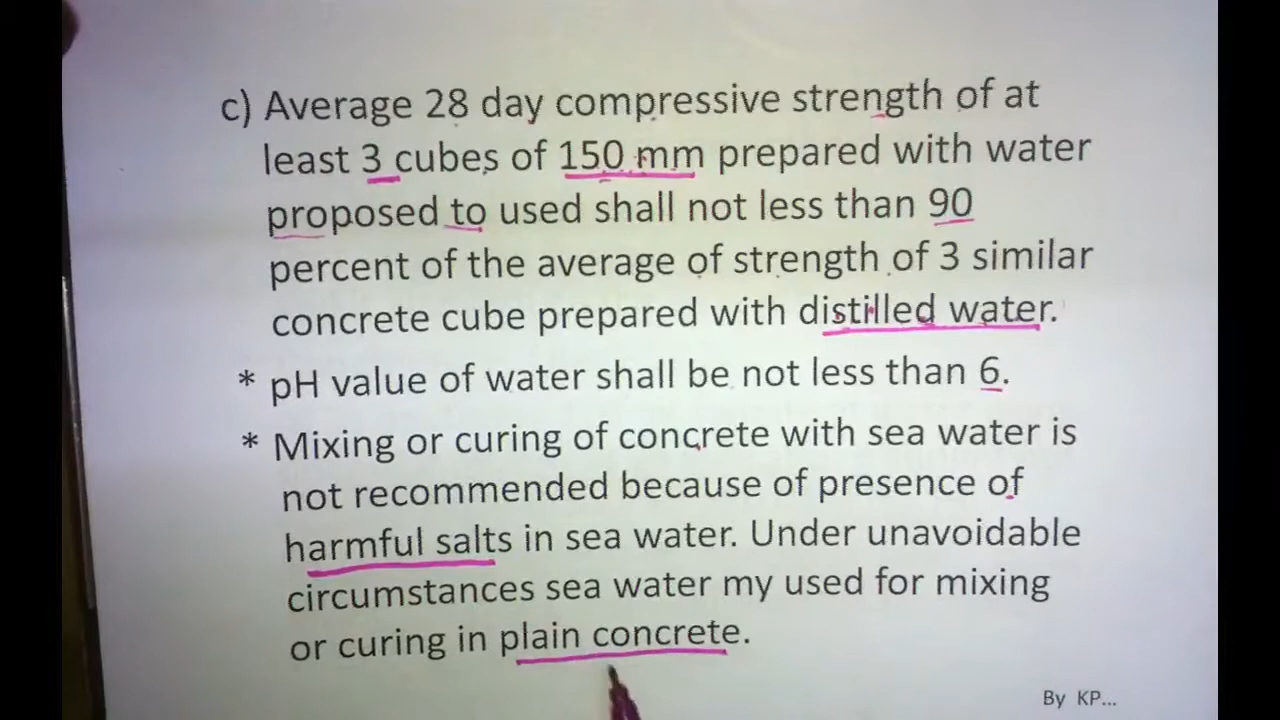 c) Average 28 day compressive strength of at
least 3 cubes of 150 mm prepared with water
proposed to used shall not less than 90
percent of the average of strength of 3 similar
concrete cube prepared with distilled water.
* pH value of water shall be not less than 6.
* Mixing or curing of concrete with sea water is
not recommended because of presence of
harmful salts in sea water. Under unavoidable
circumstances sea water my used for mixing
or curing in plain concrete.
By KP...